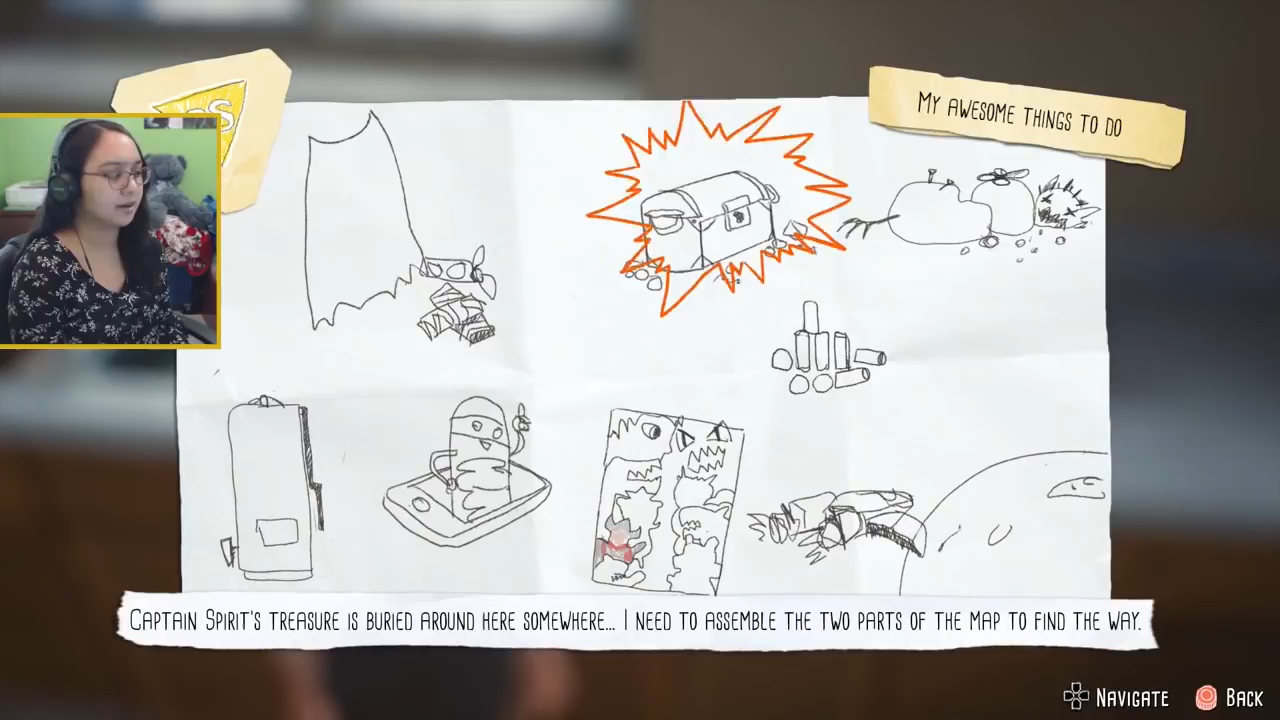 MY AWESOME THINGS TO DO
CAPTAIN SPIRIT'S TREASURE IS BURIED AROUND HERE SOMEWHERE... I NEED TO ASSEMBLE THE TWO PARTS OF THE MAP TO FIND THE WAY.
NAVIGATE BACK